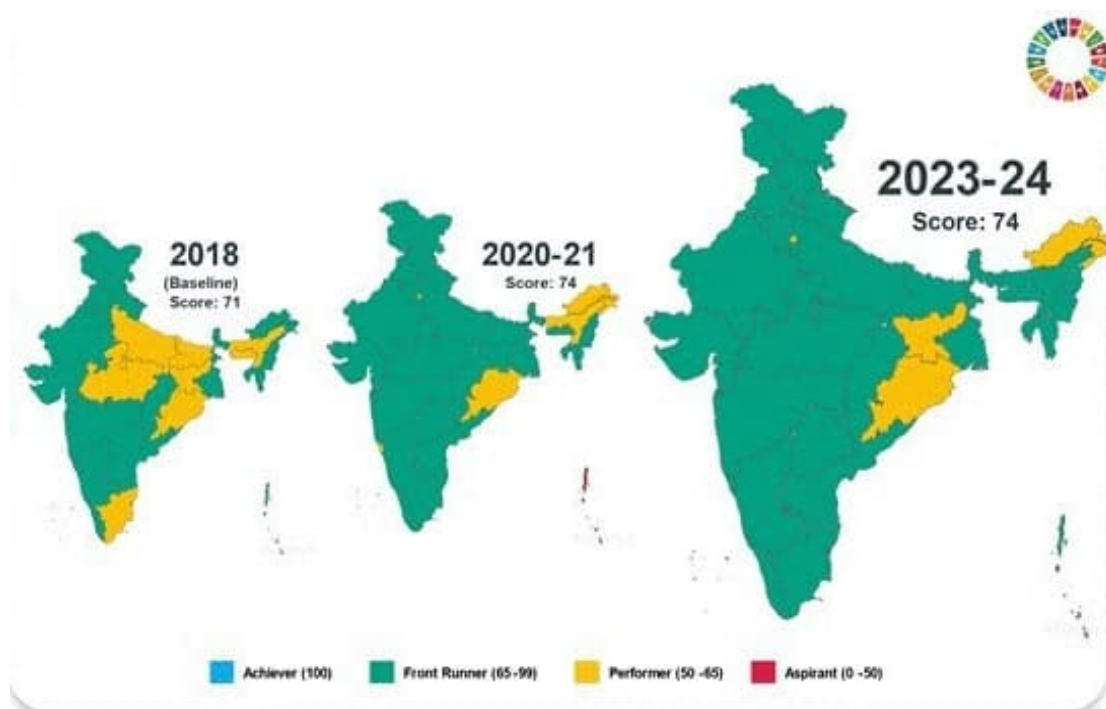 2018
(Baseline)
Score: 71
2020-21
Score: 74
2023-24
Score: 74
Achiever (100)
Front Runner (65-99)
Performer (50 -65)
Aspirant (0 -50)